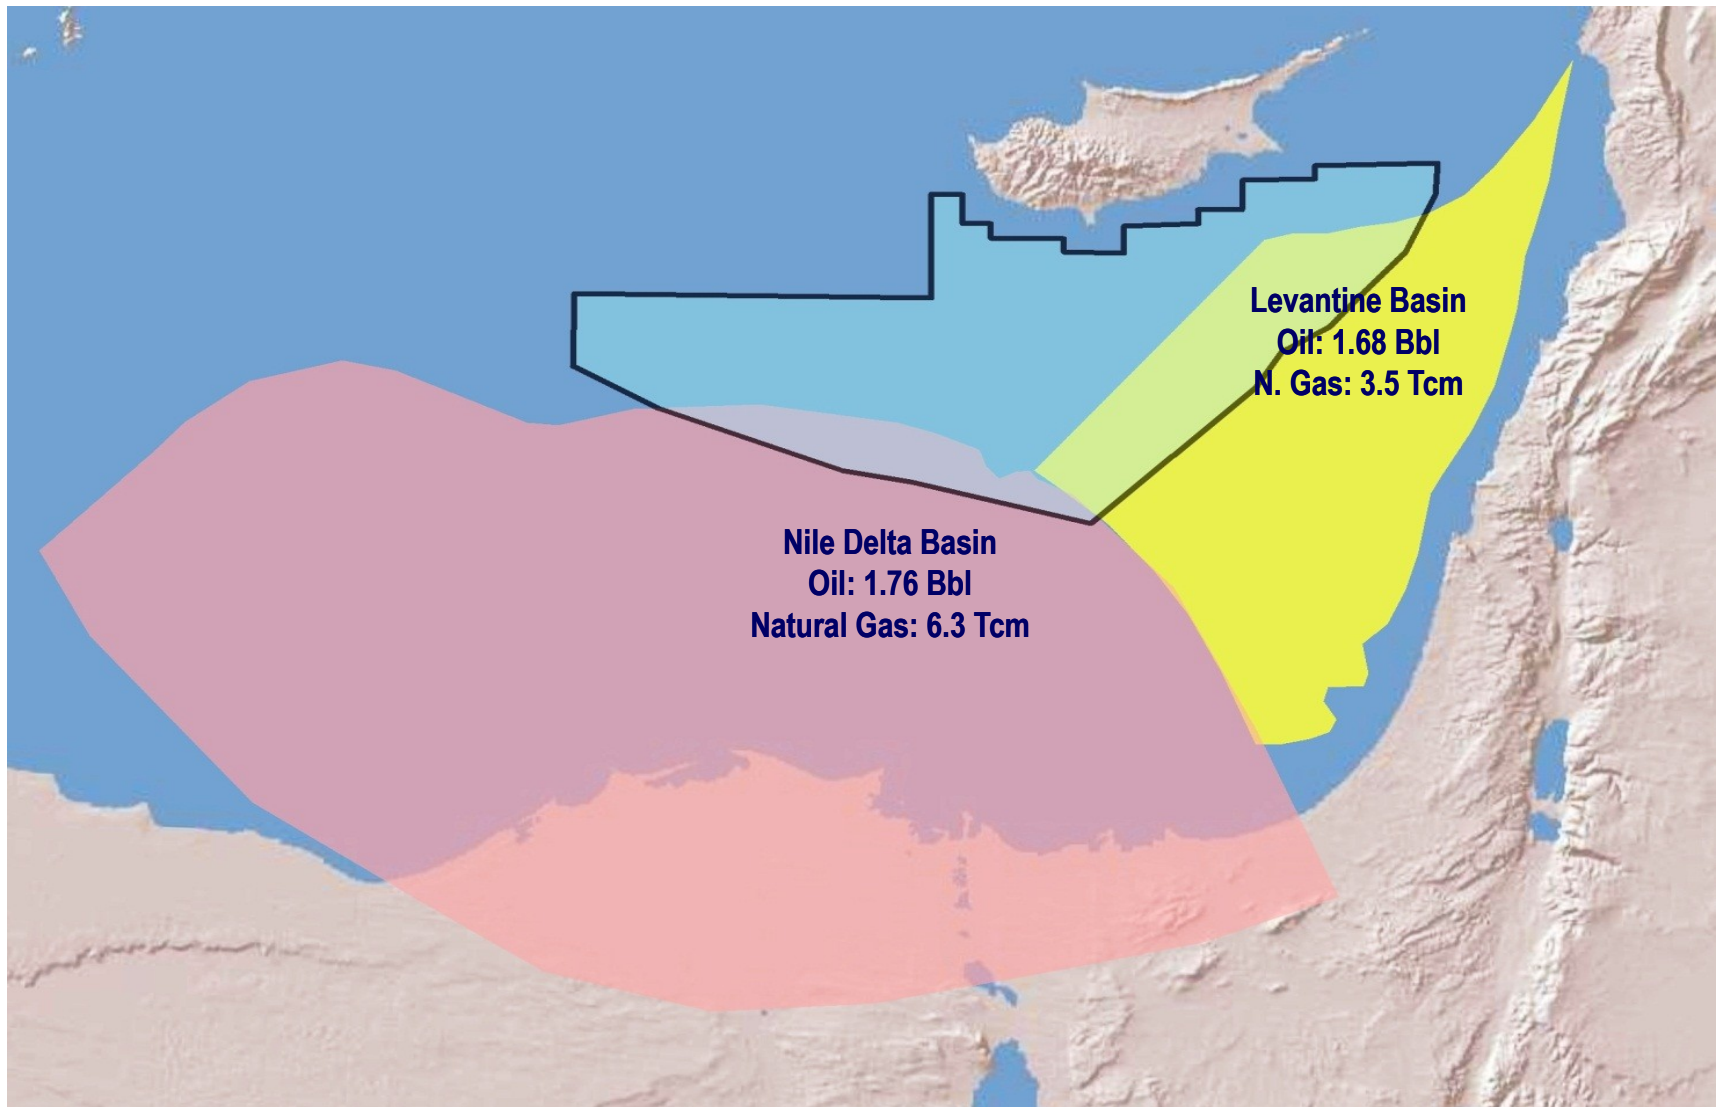 Levantine Basin
Oil: 1.68 Bbl
N. Gas: 3.5 Tcm
Nile Delta Basin
Oil: 1.76 Bbl
Natural Gas: 6.3 Tcm